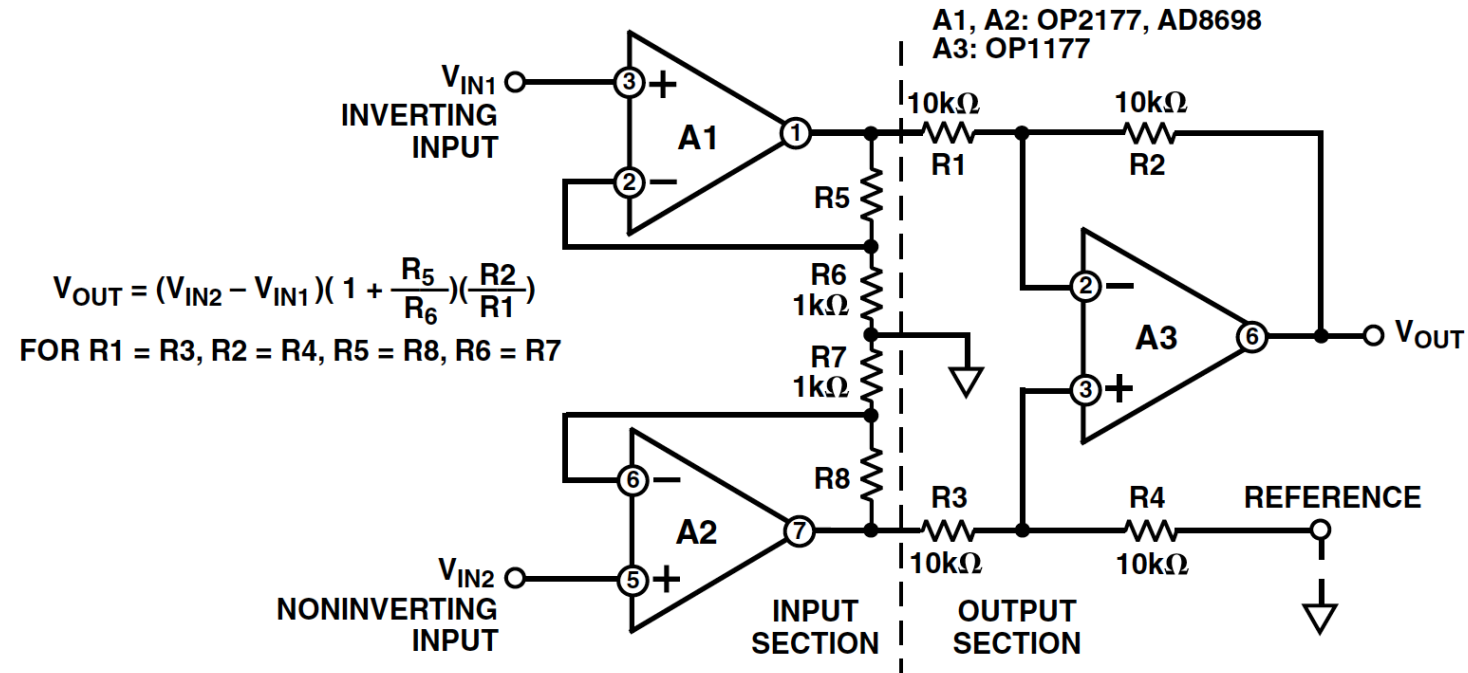 A1, A2: OP2177, AD8698
A3: OP1177
VIN1
INVERTING
INPUT
3
+
A1
1
2
−
10kΩ
R1
10kΩ
R2
R5
R6
1kΩ
R7
1kΩ
R8
VOUT = (VIN2 – VIN1 )( 1 + R5/R6 )( R2/R1 )
FOR R1 = R3, R2 = R4, R5 = R8, R6 = R7
2
−
A3
6
VOUT
3
+
6
−
A2
7
5
+
VIN2
NONINVERTING
INPUT
R3
10kΩ
R4
10kΩ
REFERENCE
INPUT
SECTION
OUTPUT
SECTION